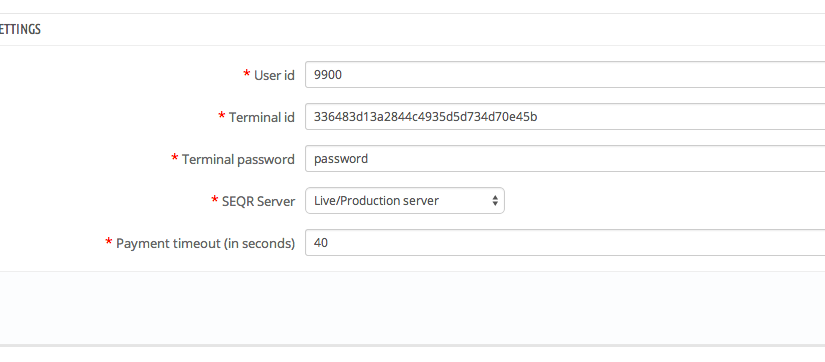 ETTINGS
* User id 9900
* Terminal id 336483d13a2844c4935d5d734d70e45b
* Terminal password password
* SEQR Server Live/Production server
* Payment timeout (in seconds) 40